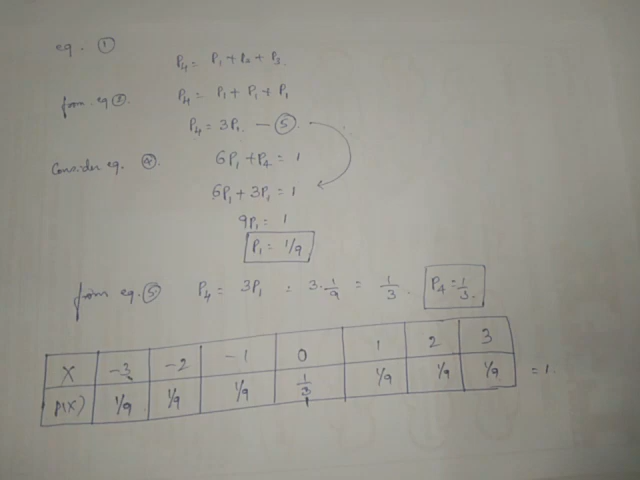 eq. ①
P₄ = P₁ + P₂ + P₃.
from eq ③. P₄ = P₁ + P₁ + P₁
P₄ = 3P₁ — ⑤.
Consider eq. ④. 6P₁ + P₄ = 1
6P₁ + 3P₁ = 1
9P₁ = 1
P₁ = 1/9
from eq. ⑤ P₄ = 3P₁ = 3·1/9 = 1/3. P₄ = 1/3.
X -3 -2 -1 0 1 2 3
P(X) 1/9 1/9 1/9 1/3 1/9 1/9 1/9 = 1.